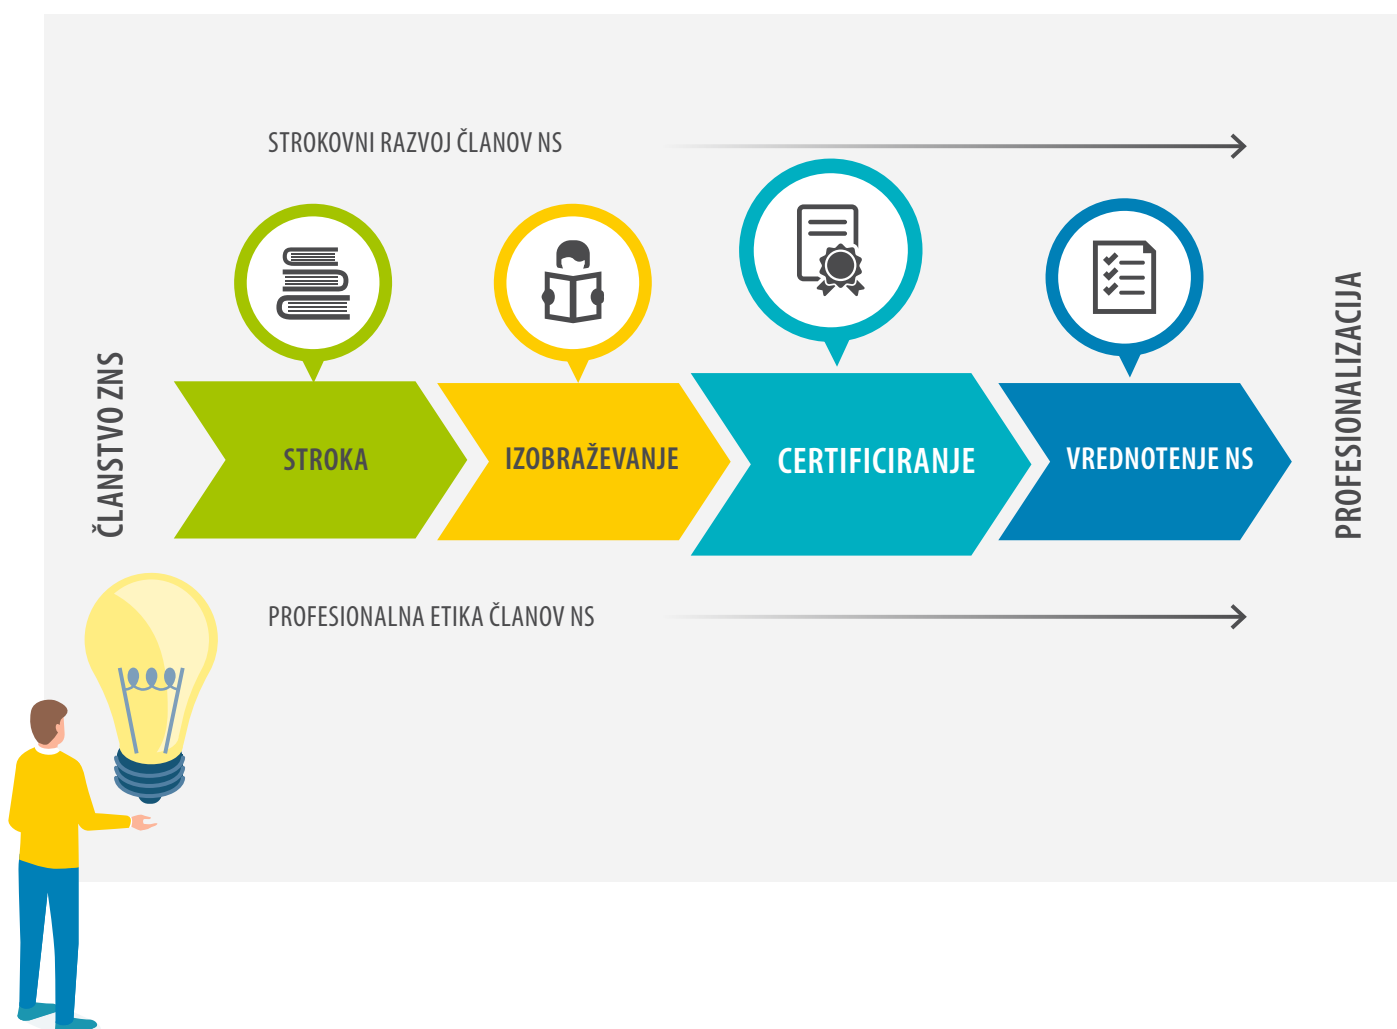 STROKOVNI RAZVOJ ČLANOV NS
ČLANSTVO ZNS
STROKA
IZOBRAŽEVANJE
CERTIFICIRANJE
VREDNOTENJE NS
PROFESIONALIZACIJA
PROFESIONALNA ETIKA ČLANOV NS